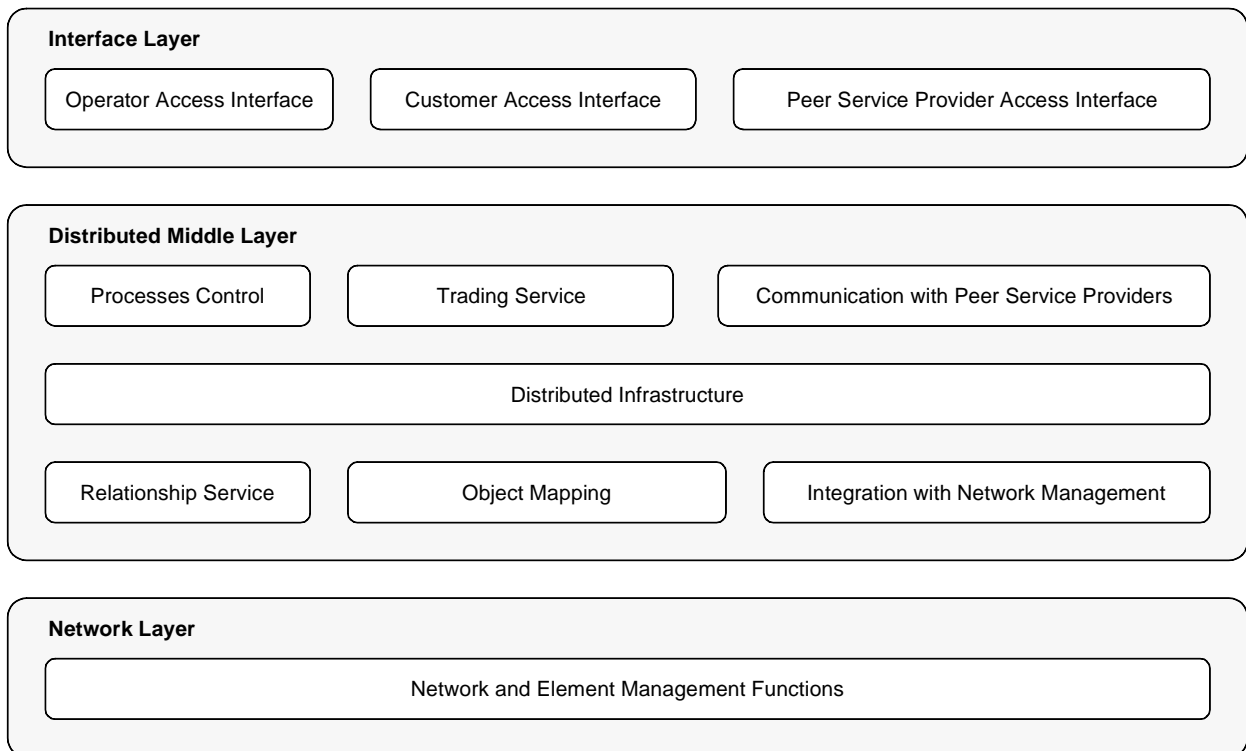 Interface Layer
Operator Access Interface
Customer Access Interface
Peer Service Provider Access Interface
Distributed Middle Layer
Processes Control
Trading Service
Communication with Peer Service Providers
Distributed Infrastructure
Relationship Service
Object Mapping
Integration with Network Management
Network Layer
Network and Element Management Functions